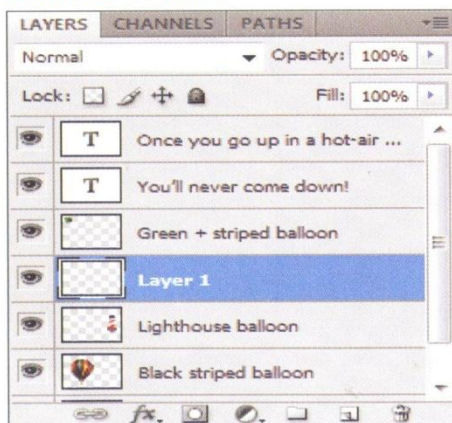 LAYERS CHANNELS PATHS
Normal Opacity: 100%
Lock: Fill: 100%
T Once you go up in a hot-air ...
T You'll never come down!
Green + striped balloon
Layer 1
Lighthouse balloon
Black striped balloon
fx.